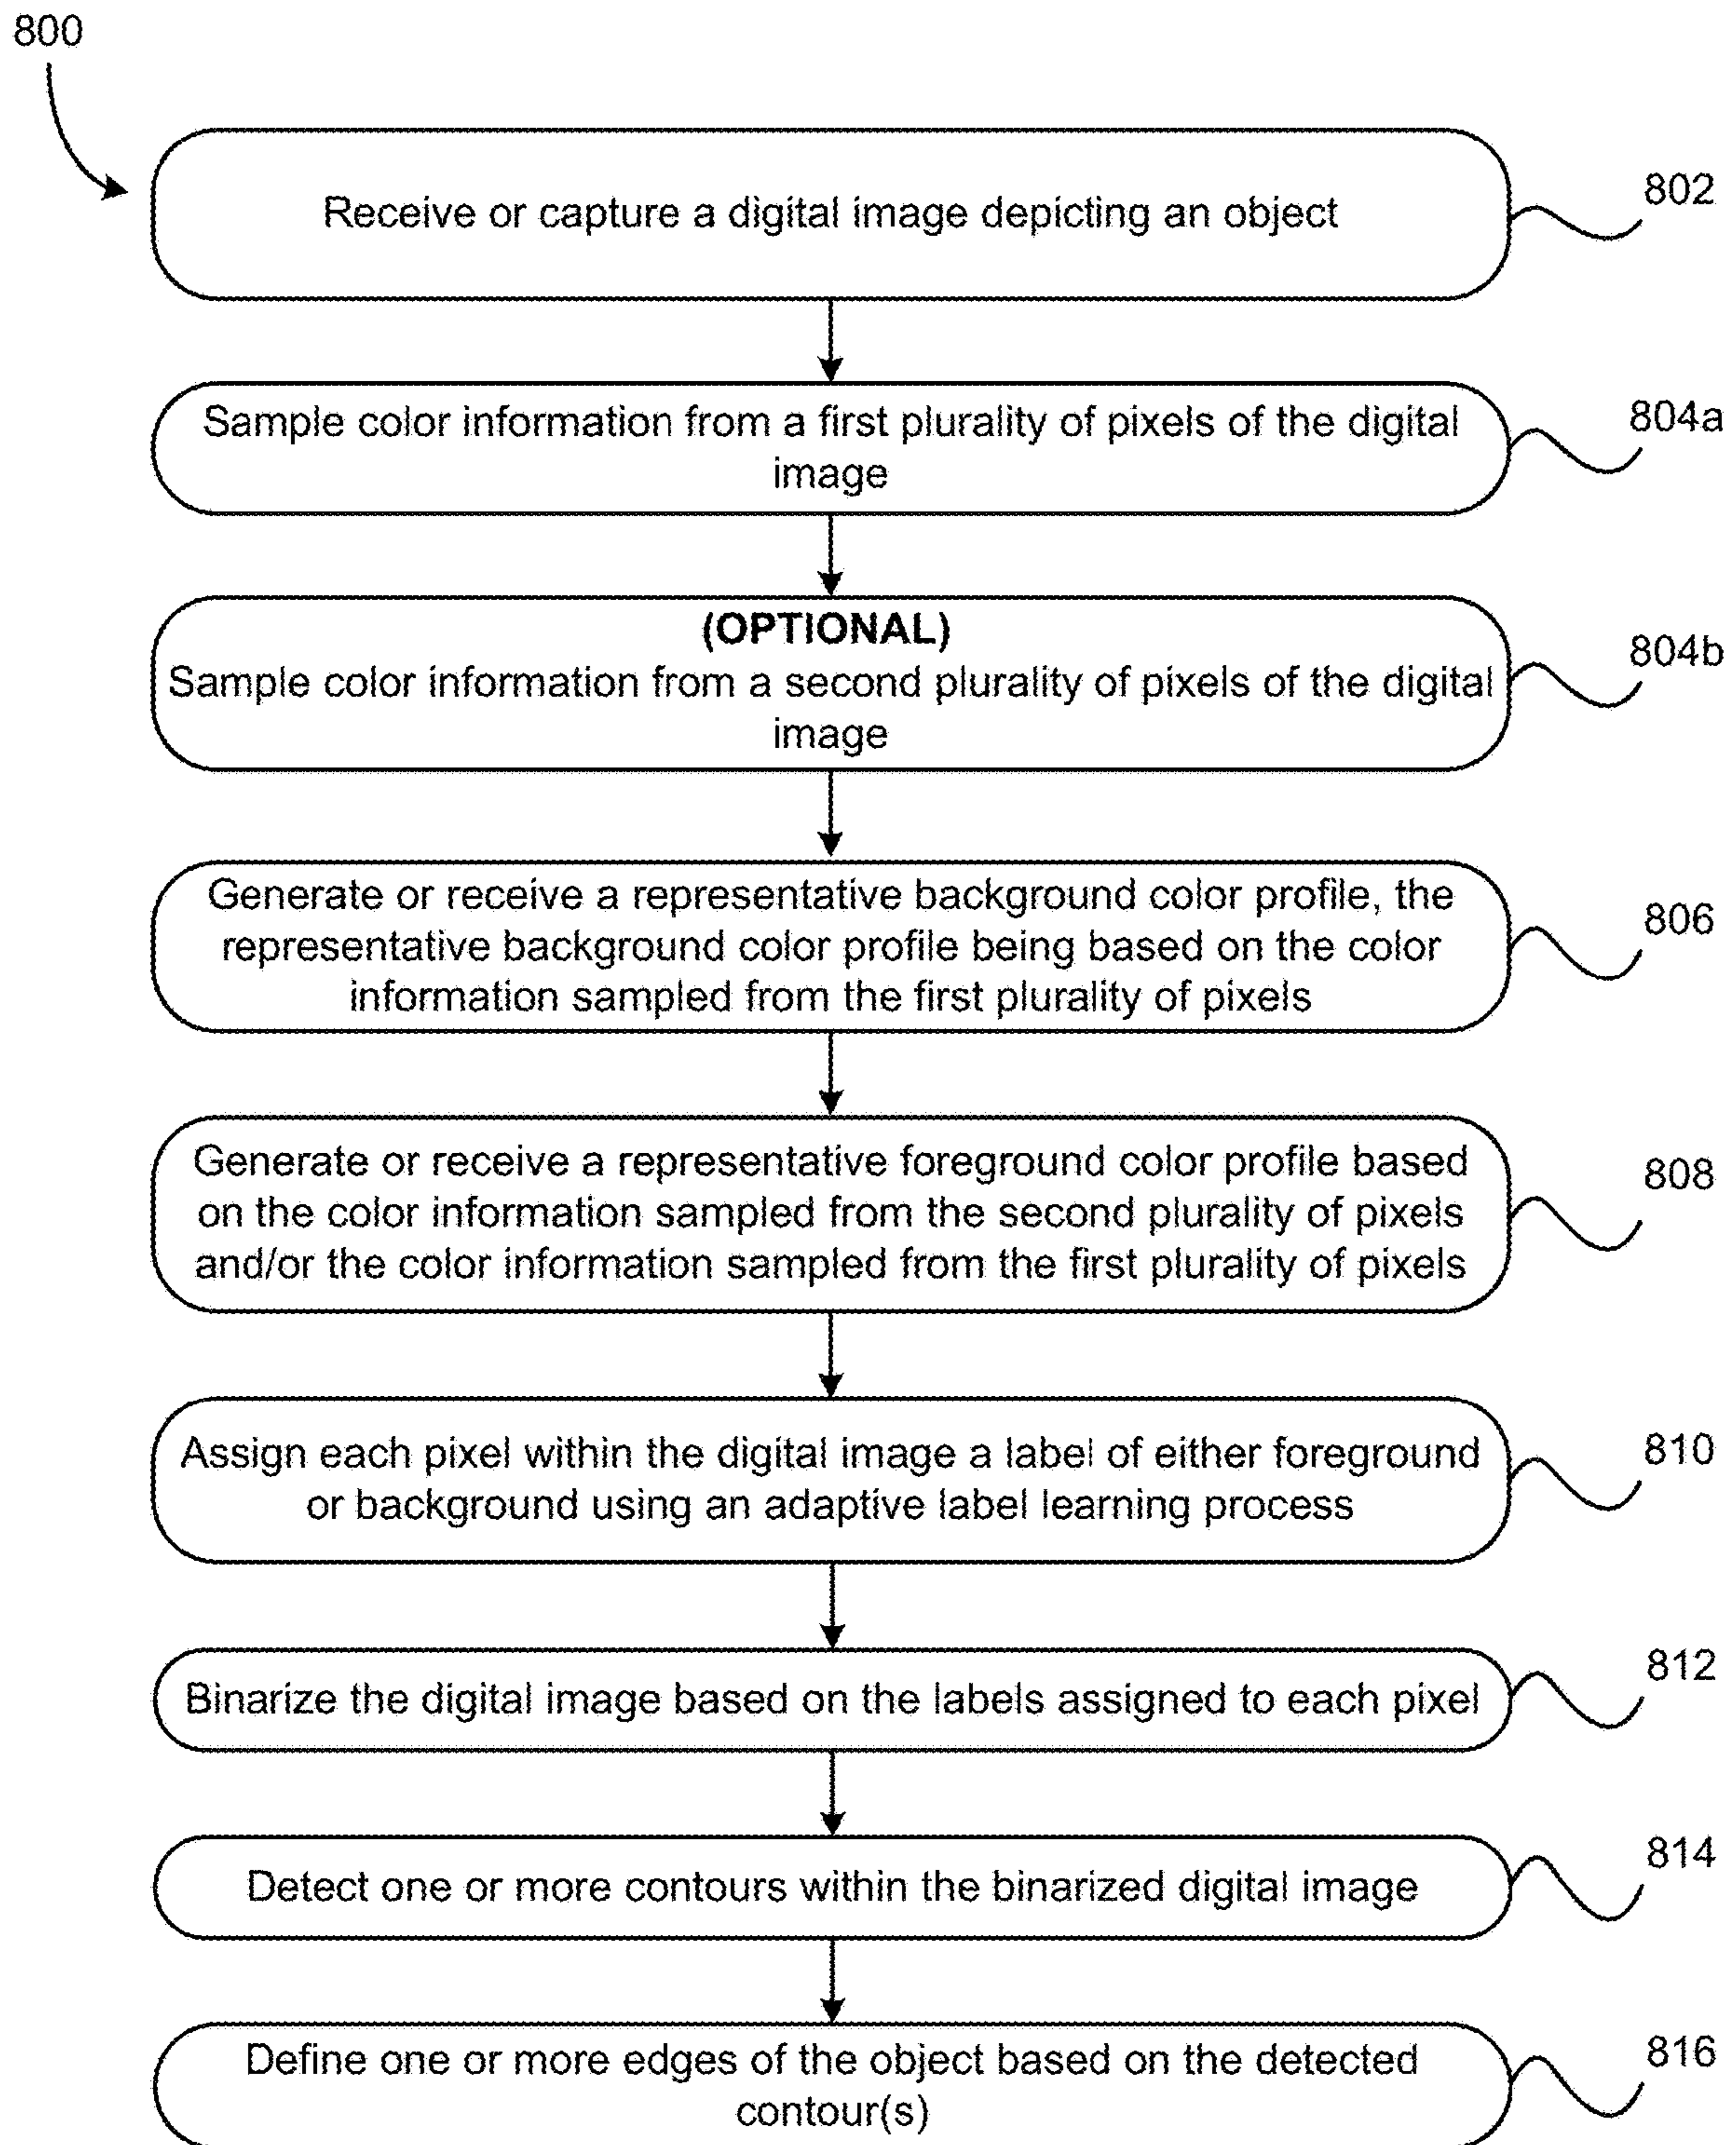 800
Receive or capture a digital image depicting an object
802
Sample color information from a first plurality of pixels of the digital
image
804a
(OPTIONAL)
Sample color information from a second plurality of pixels of the digital
image
804b
Generate or receive a representative background color profile, the
representative background color profile being based on the color
information sampled from the first plurality of pixels
806
Generate or receive a representative foreground color profile based
on the color information sampled from the second plurality of pixels
and/or the color information sampled from the first plurality of pixels
808
Assign each pixel within the digital image a label of either foreground
or background using an adaptive label learning process
810
Binarize the digital image based on the labels assigned to each pixel
812
Detect one or more contours within the binarized digital image
814
Define one or more edges of the object based on the detected
contour(s)
816